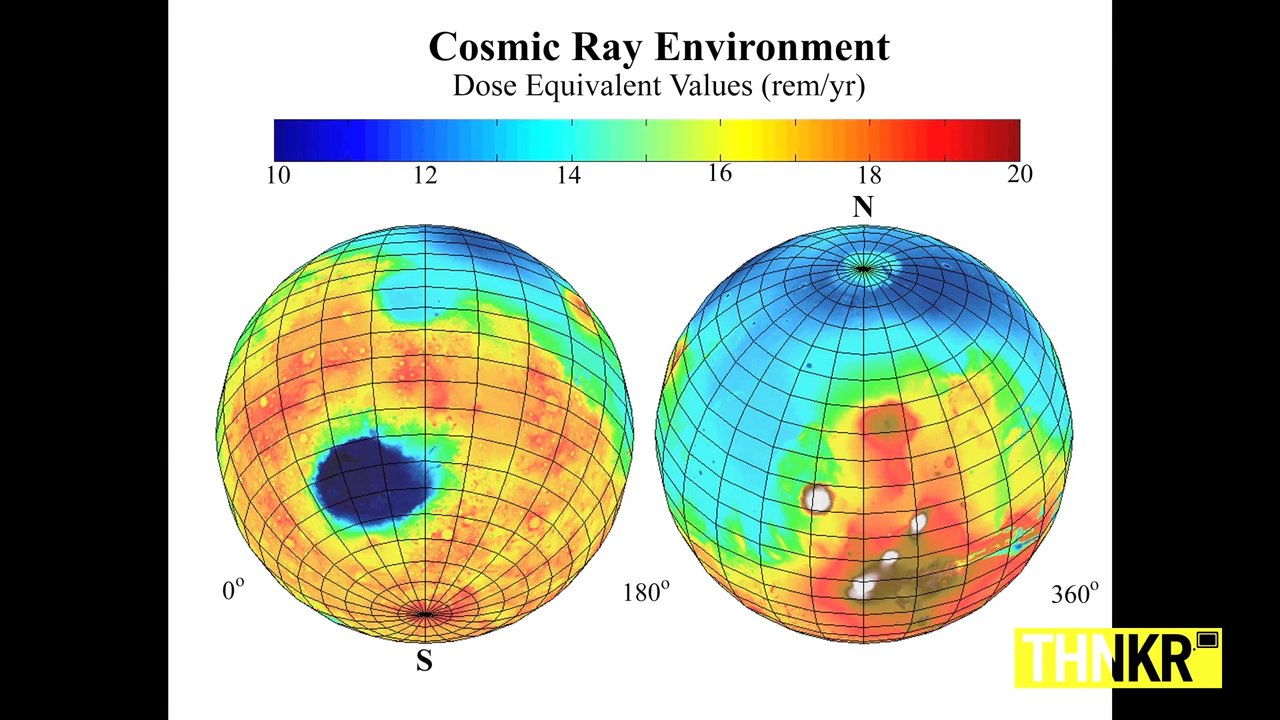 Cosmic Ray Environment
Dose Equivalent Values (rem/yr)
10 12 14 16 18 20
N
0° 180° 360°
S
THNKR